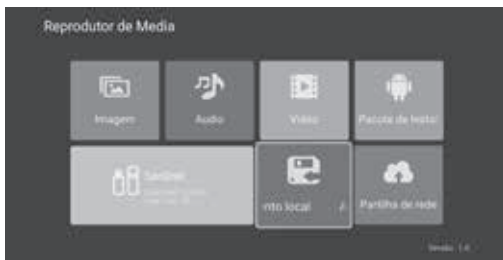 Reprodutor de Media
Imagem
Audio
Vídeo
Pacote de Instal
nto local
A
Partilha de rede